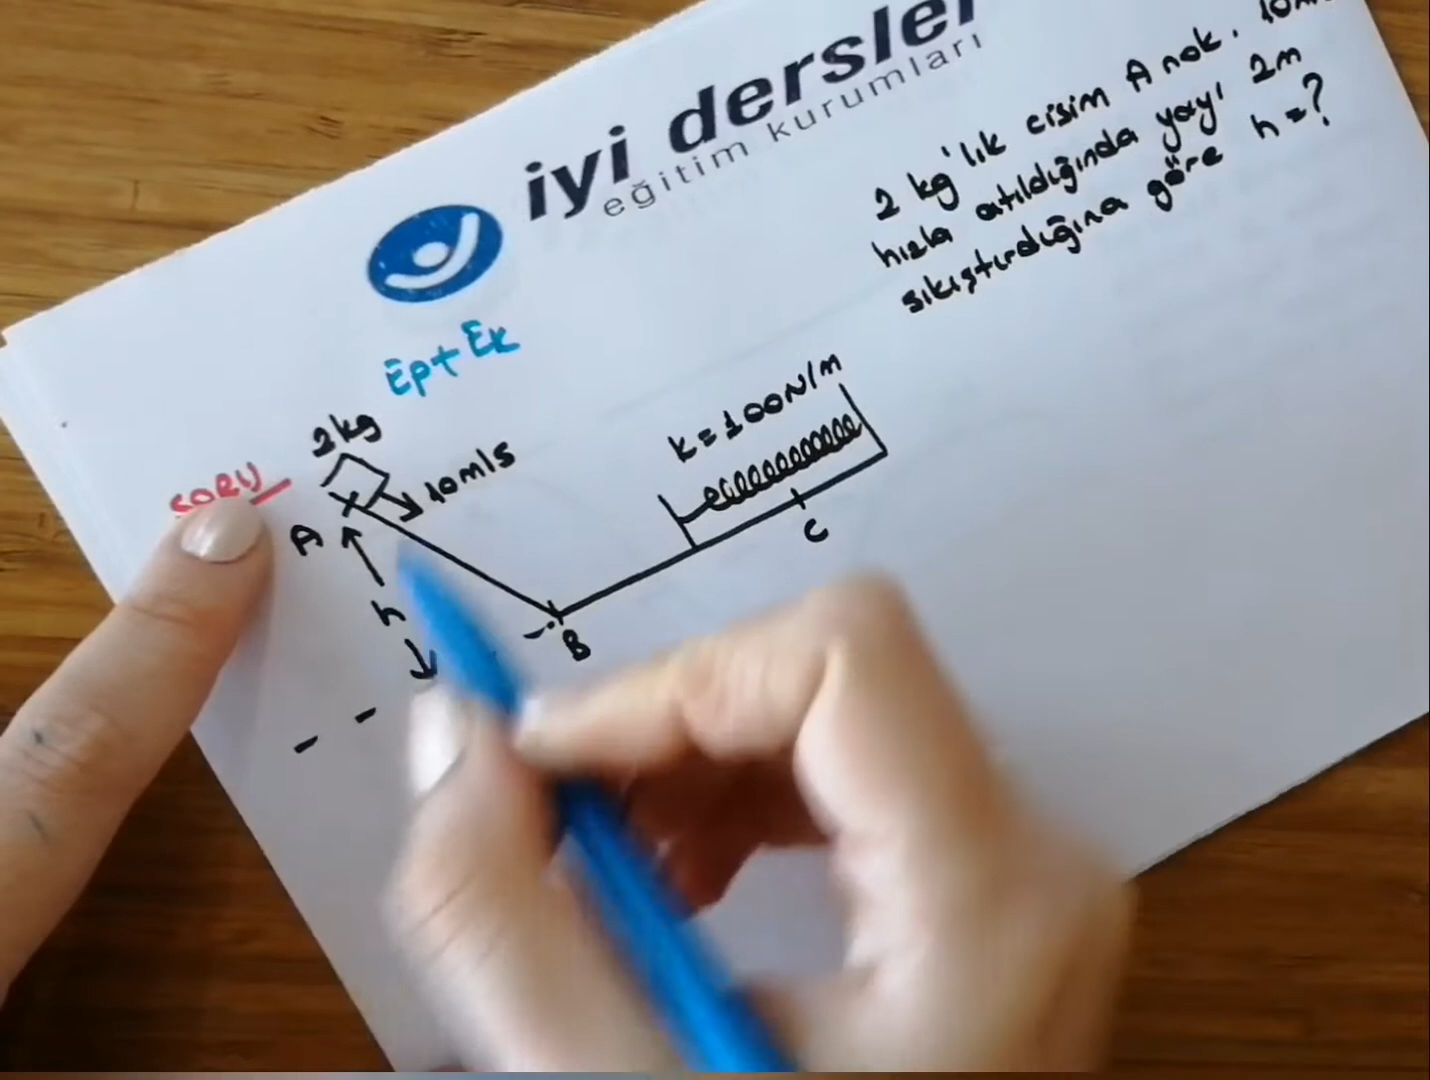 iyi dersler
eğitim kurumları
2 kg'lık cisim A nok.
hızla atıldığında yayı 2m
sıkıştırdığına göre h=?
Ep+Ek
SORU
2kg
10m/s
k=100N/m
A
h
B
C